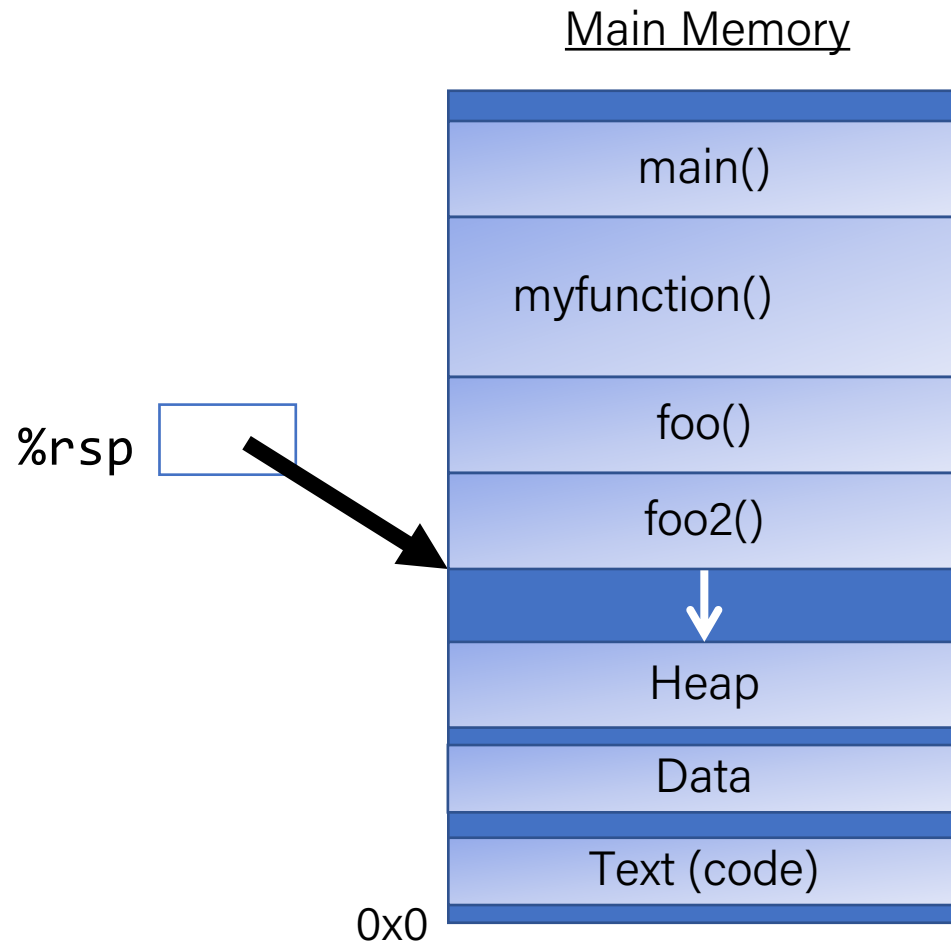 Main Memory
main()
myfunction()
foo()
%rsp
foo2()
Heap
Data
Text (code)
0x0